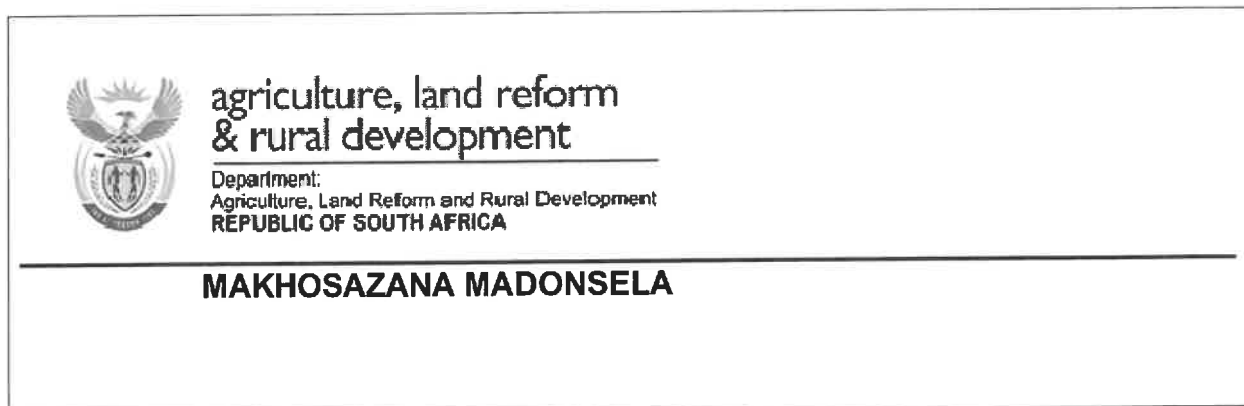 agriculture, land reform
& rural development
Department:
Agriculture, Land Reform and Rural Development
REPUBLIC OF SOUTH AFRICA
MAKHOSAZANA MADONSELA